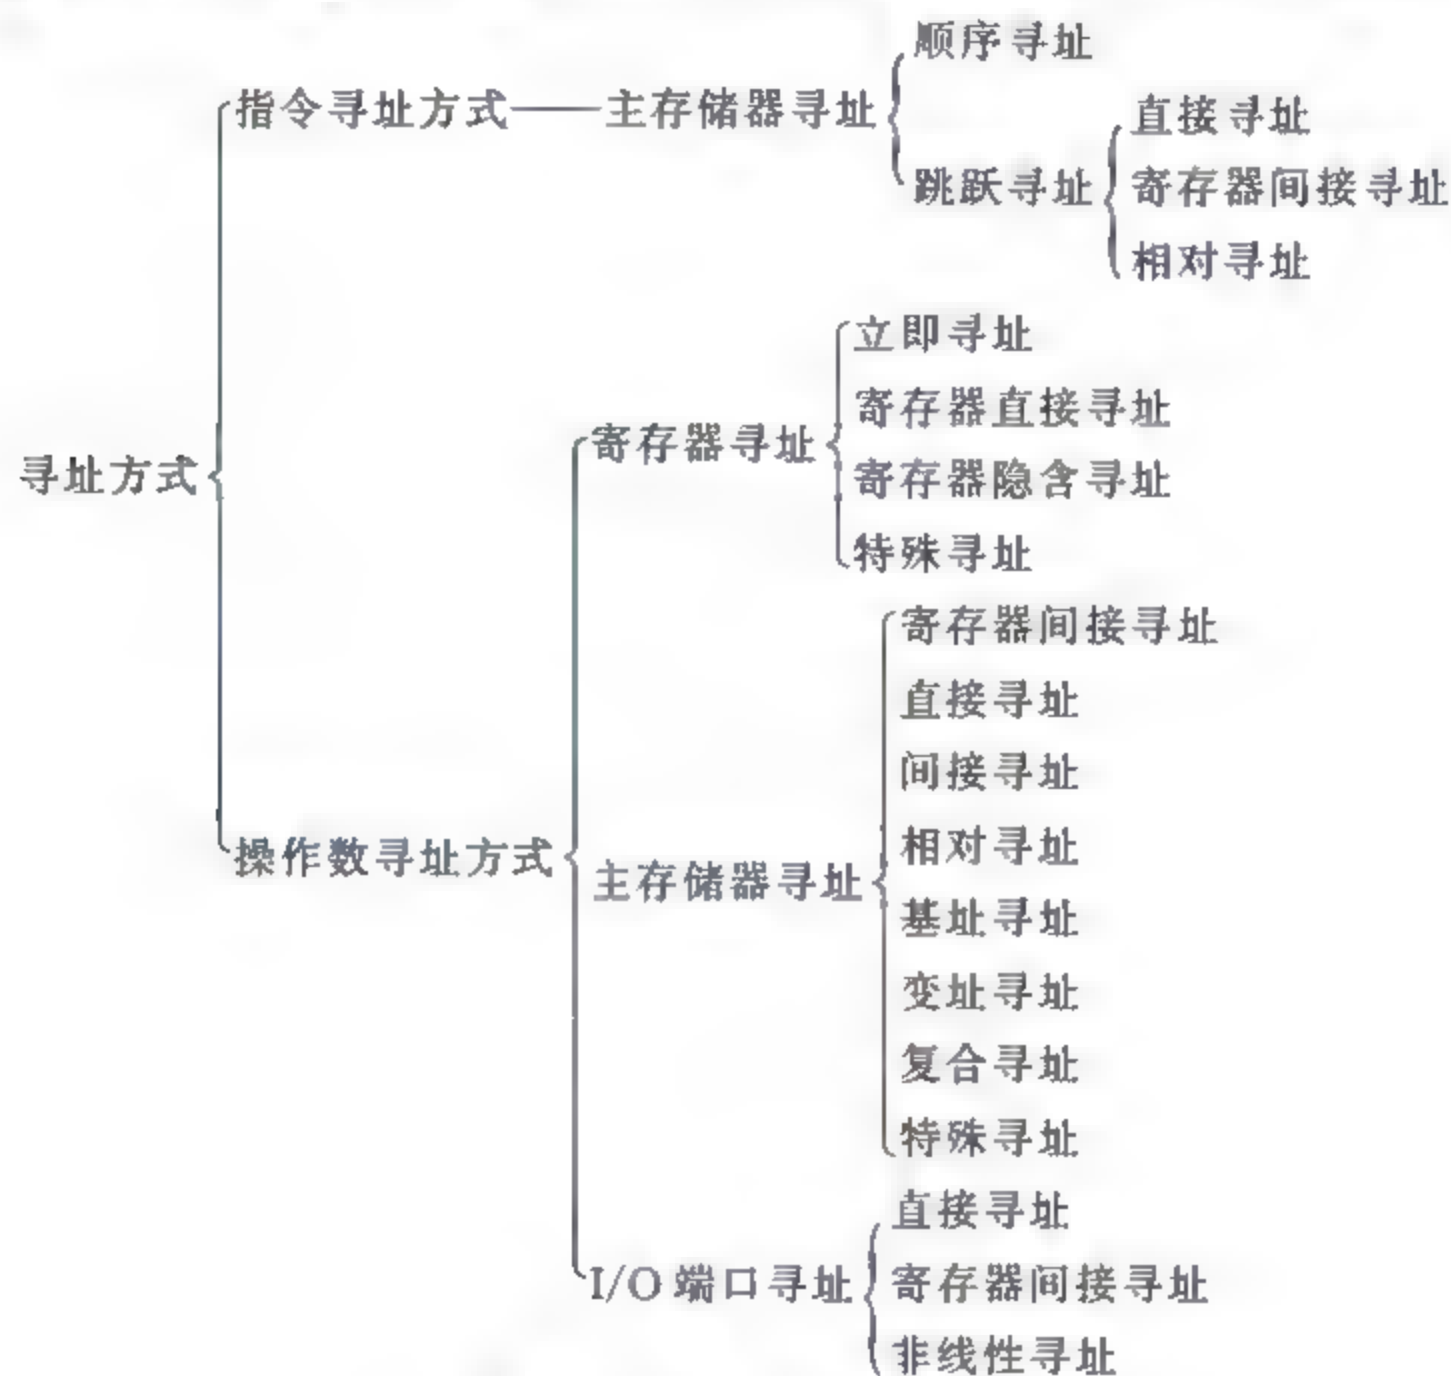 顺序寻址
指令寻址方式——主存储器寻址
直接寻址
跳跃寻址
寄存器间接寻址
相对寻址
立即寻址
寄存器直接寻址
寄存器寻址
寻址方式
寄存器隐含寻址
特殊寻址
寄存器间接寻址
直接寻址
间接寻址
相对寻址
操作数寻址方式
主存储器寻址
基址寻址
变址寻址
复合寻址
特殊寻址
直接寻址
I/O 端口寻址
寄存器间接寻址
非线性寻址